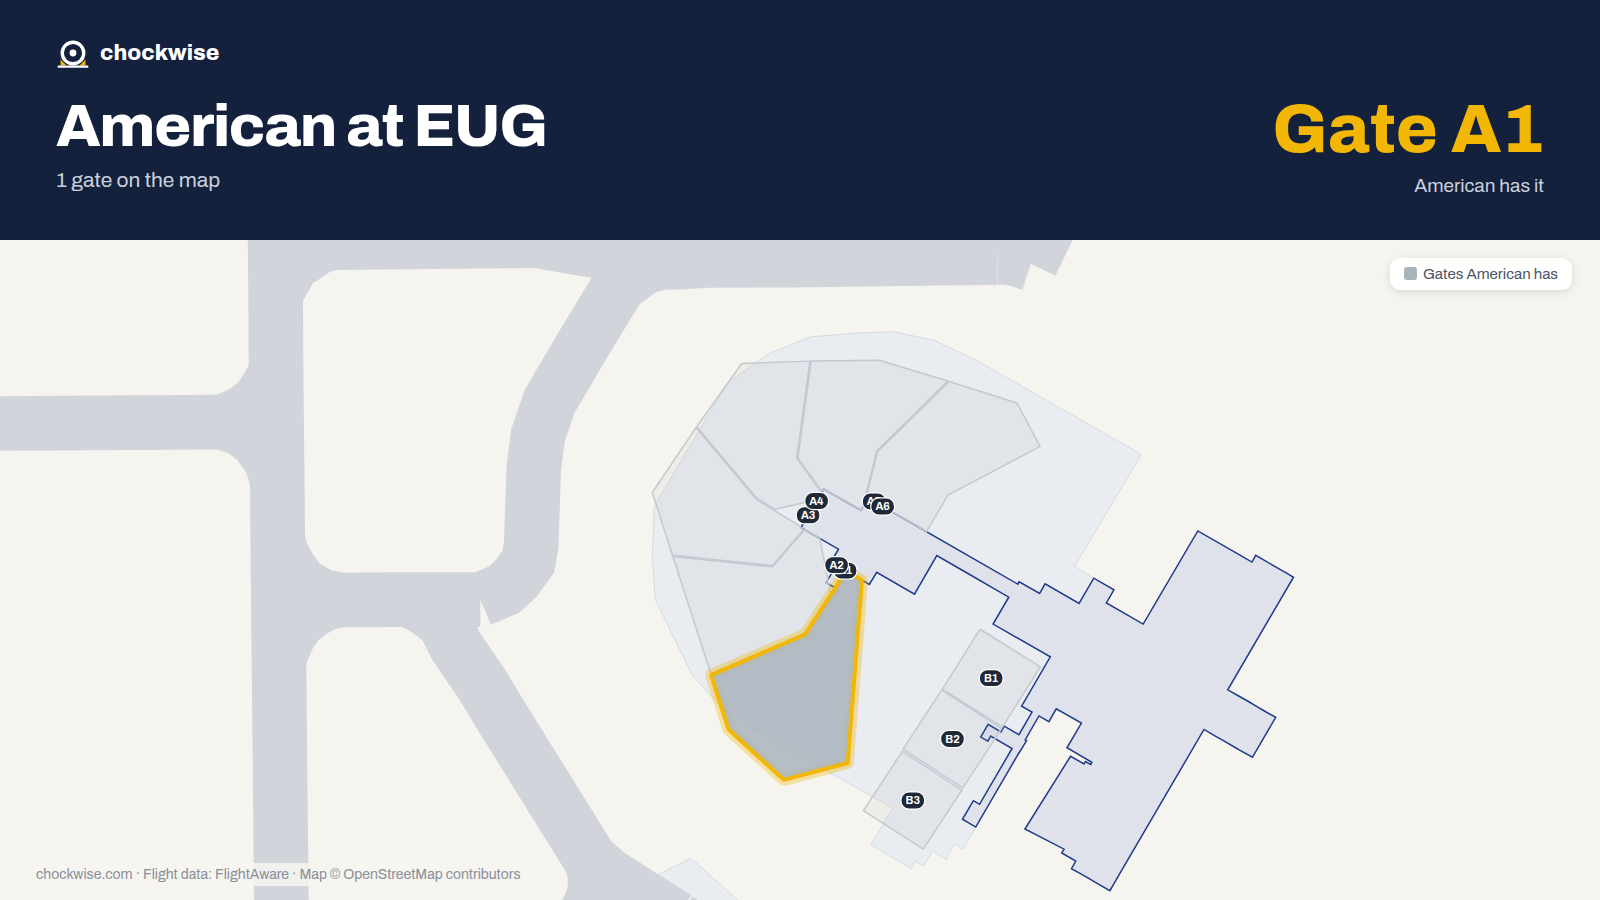 chockwise
American at EUG
1 gate on the map
Gate A1
American has it
Gates American has
A4
A6
A3
A2
B1
B2
B3
chockwise.com · Flight data: FlightAware · Map © OpenStreetMap contributors